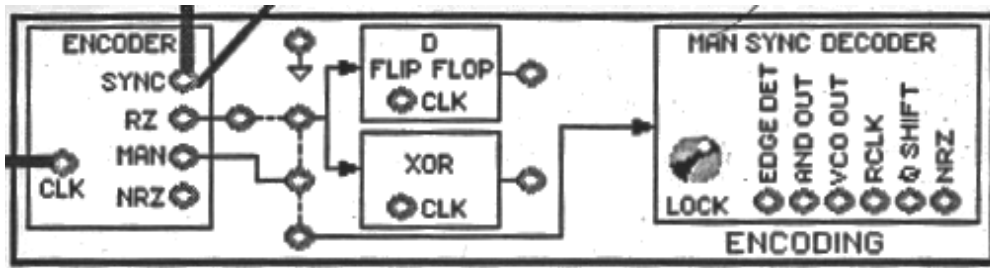 ENCODER
SYNC
RZ
MAN
CLK
NRZ
D
FLIP FLOP
CLK
XOR
CLK
MAN SYNC DECODER
LOCK
EDGE DET
AND OUT
VCO OUT
RCLK
Q SHIFT
NRZ
ENCODING